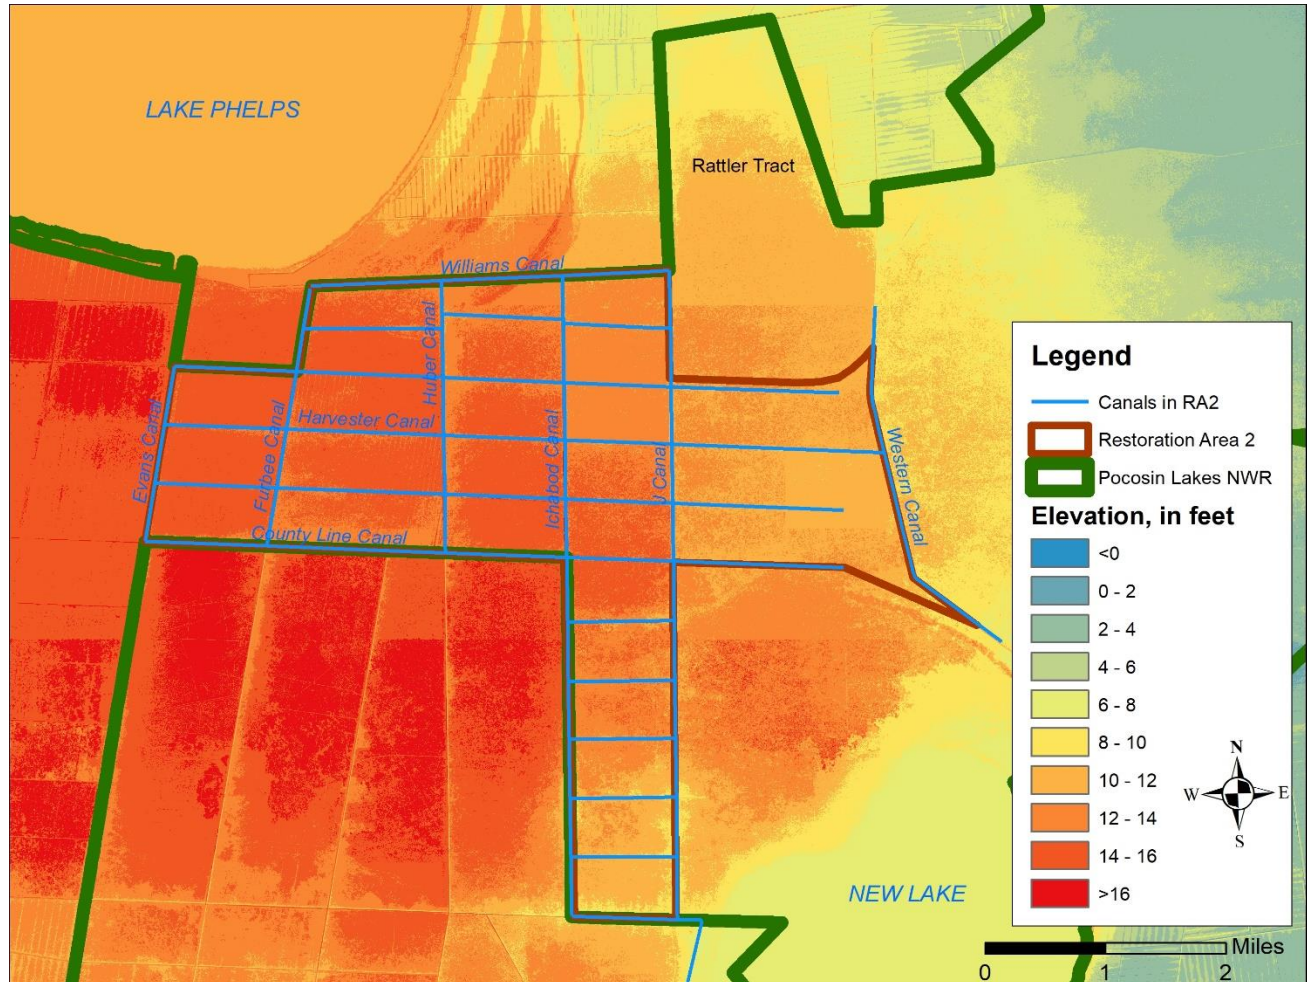 LAKE PHELPS
Rattler Tract
Williams Canal
Huper Canal
Harvester Canal
Evans Canal
Furbee Canal
Ichabod Canal
J Canal
Western Canal
County Line Canal
NEW LAKE
Legend
Canals in RA2
Restoration Area 2
Pocosin Lakes NWR
Elevation, in feet
<0
0 - 2
2 - 4
4 - 6
6 - 8
8 - 10
10 - 12
12 - 14
14 - 16
>16
N
W E
S
Miles
0 1 2